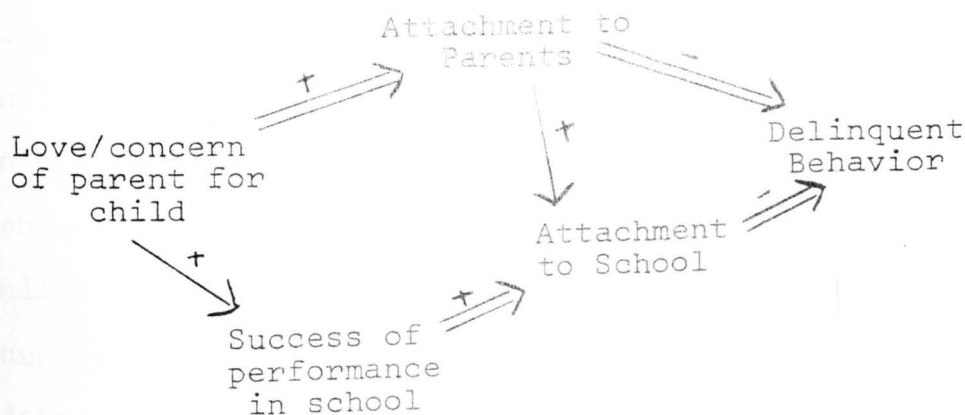 Attachment to
Parents
+
-
Love/concern
of parent for
child
+
Delinquent
Behavior
+
-
Attachment
to School
+
Success of
performance
in school